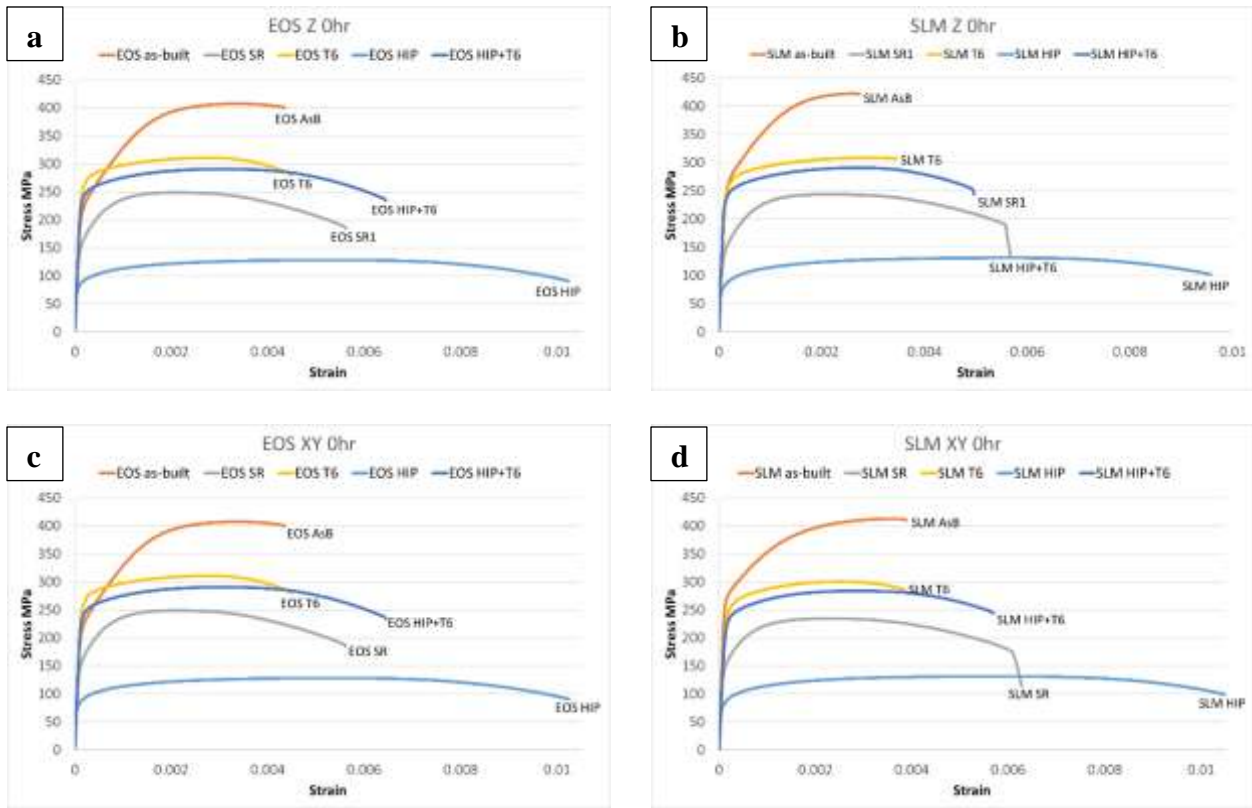 a
EOS Z 0hr
EOS as-built EOS SR EOS T6 EOS HIP EOS HIP+T6
450
400
350
300
250
200
150
100
50
0
Stress MPa
EOS AsB
EOS T6
EOS HIP+T6
EOS SR1
EOS HIP
0 0.002 0.004 0.006 0.008 0.01
Strain
b
SLM Z 0hr
SLM as-built SLM SR1 SLM T6 SLM HIP SLM HIP+T6
450
400
350
300
250
200
150
100
50
0
Stress MPa
SLM AsB
SLM T6
SLM SR1
SLM HIP+T6
SLM HIP
0 0.002 0.004 0.006 0.008 0.01
Strain
c
EOS XY 0hr
EOS as-built EOS SR EOS T6 EOS HIP EOS HIP+T6
450
400
350
300
250
200
150
100
50
0
Stress MPa
EOS AsB
EOS T6
EOS HIP+T6
EOS SR
EOS HIP
0 0.002 0.004 0.006 0.008 0.01
Strain
d
SLM XY 0hr
SLM as-built SLM SR SLM T6 SLM HIP SLM HIP+T6
450
400
350
300
250
200
150
100
50
0
Stress MPa
SLM AsB
SLM T6
SLM HIP+T6
SLM SR
SLM HIP
0 0.002 0.004 0.006 0.008 0.01
Strain